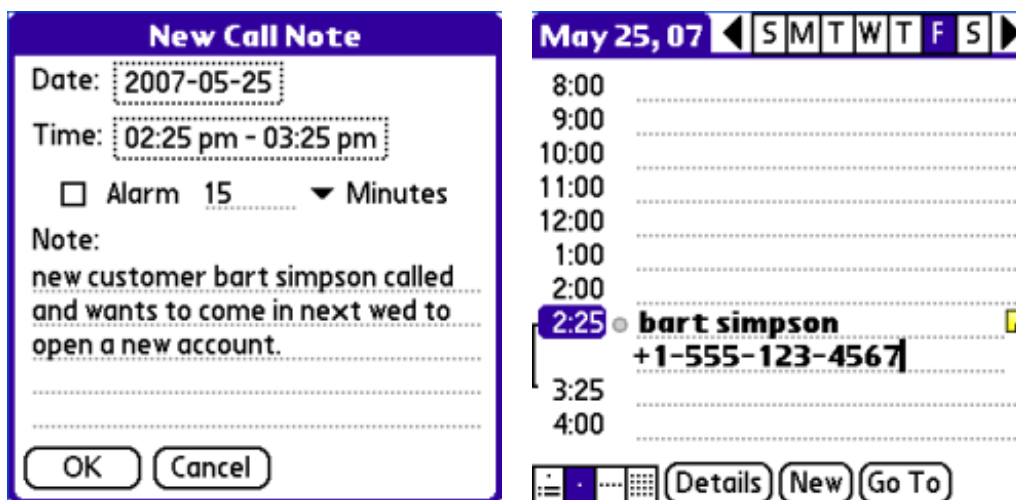 New Call Note
Date: 2007-05-25
Time: 02:25 pm - 03:25 pm
Alarm 15 Minutes
Note:
new customer bart simpson called
and wants to come in next wed to
open a new account.
OK Cancel
May 25, 07 S M T W T F S
8:00
9:00
10:00
11:00
12:00
1:00
2:00
2:25 bart simpson
+1-555-123-4567
3:25
4:00
Details New Go To